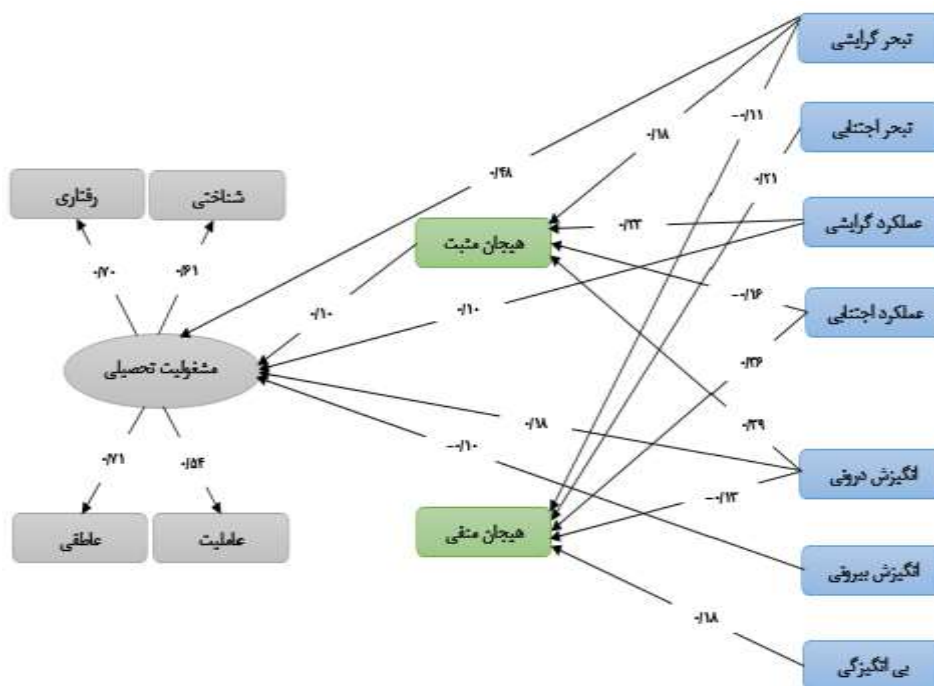 تبحر گرایشی
-۰/۱۱
۰/۱۸
تبحر اجتنابی
۰/۴۸
۰/۲۱
شناختی
رفتاری
عملکرد گرایشی
هیجان مثبت
۰/۲۲
۰/۶۱
۰/۷۰
-۰/۱۶
عملکرد اجتنابی
۰/۱۰
۰/۱۰
۰/۲۶
مشغولیت تحصیلی
۰/۱۸
۰/۲۹
۰/۵۴
۰/۷۱
-۰/۱۰
انگیزش درونی
-۰/۱۳
هیجان منفی
عاملیت
عاطفی
انگیزش بیرونی
۰/۱۸
بی انگیزگی